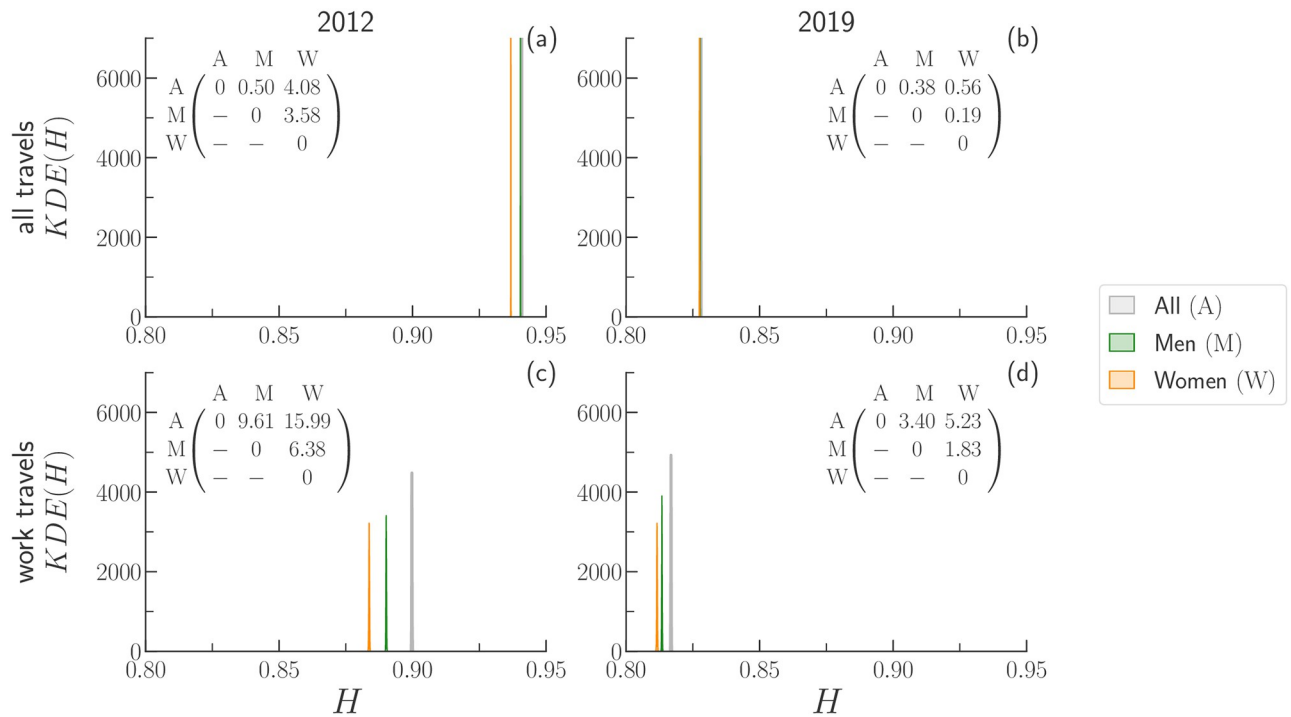 2012
2019
(a)
A M W
A 0 0.50 4.08
M − 0 3.58
W − − 0
(b)
A M W
A 0 0.38 0.56
M − 0 0.19
W − − 0
all travels
KDE(H)
6000
4000
2000
0
0.80 0.85 0.90 0.95
6000
4000
2000
0
0.80 0.85 0.90 0.95
All (A)
Men (M)
Women (W)
(c)
A M W
A 0 9.61 15.99
M − 0 6.38
W − − 0
(d)
A M W
A 0 3.40 5.23
M − 0 1.83
W − − 0
work travels
KDE(H)
6000
4000
2000
0
0.80 0.85 0.90 0.95
H
6000
4000
2000
0
0.80 0.85 0.90 0.95
H